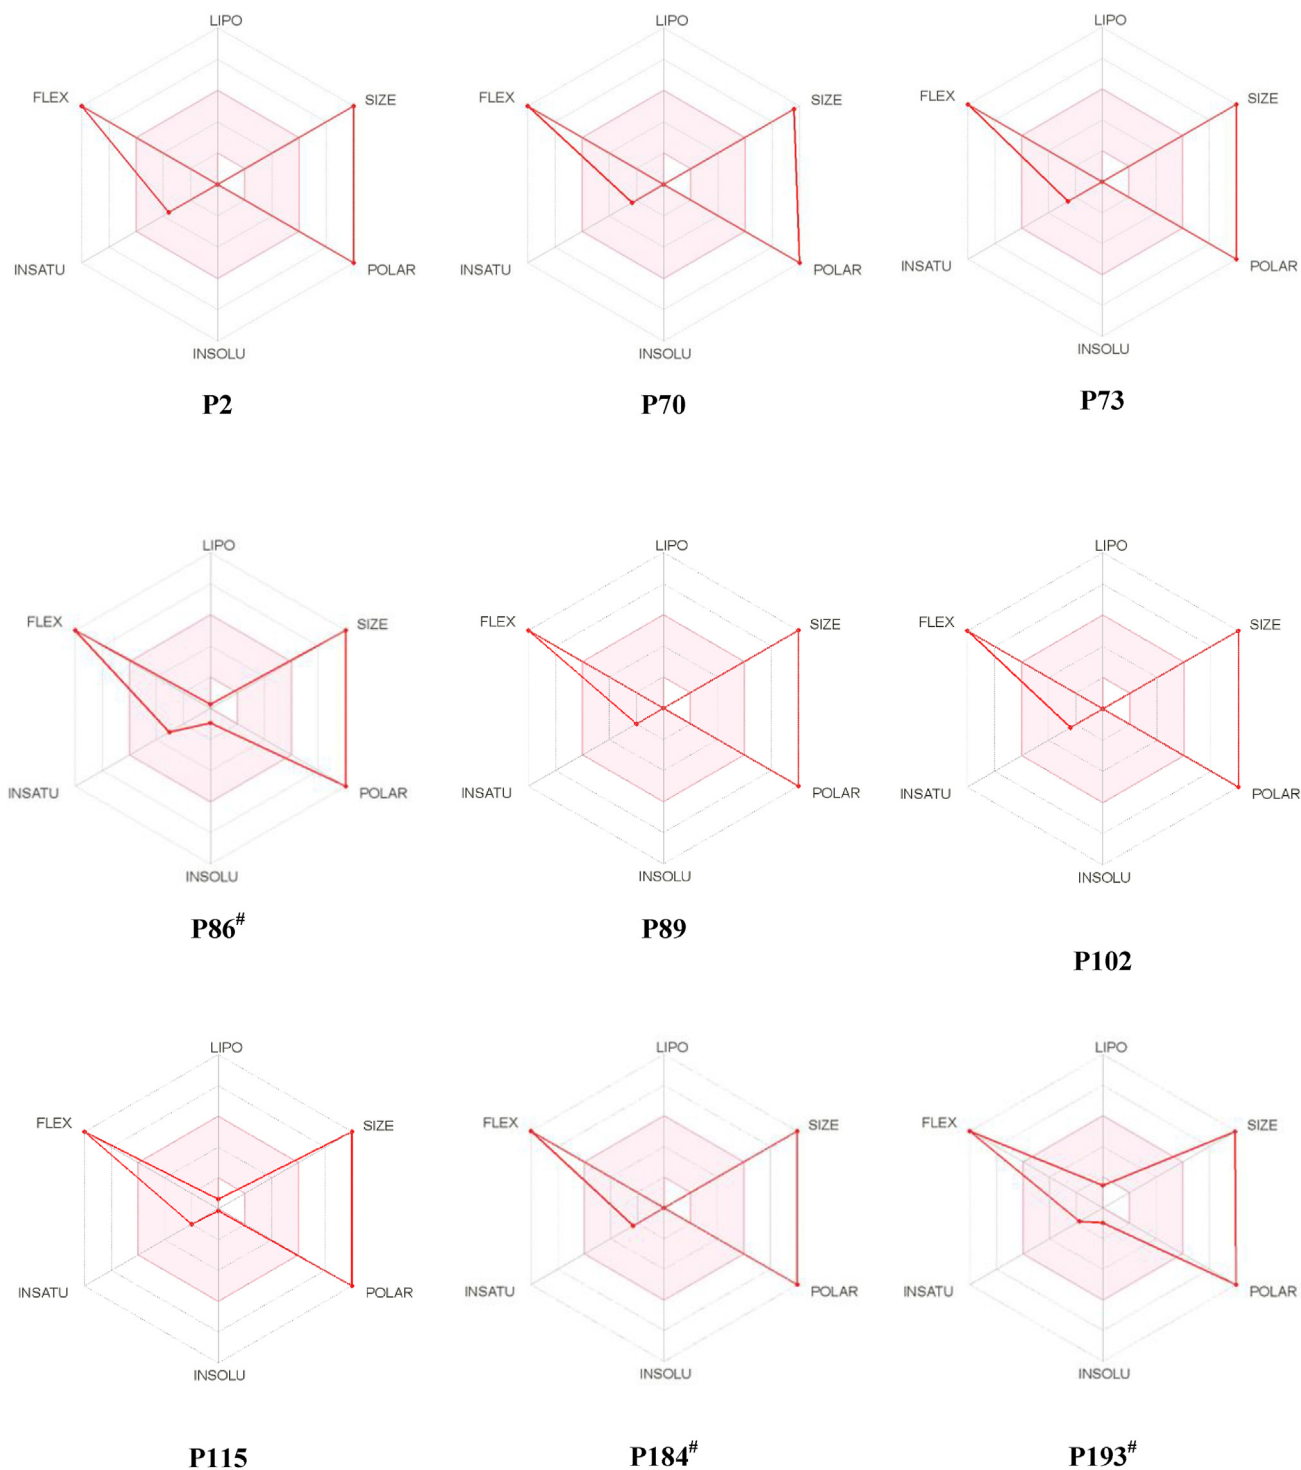 LIPO
FLEX
SIZE
INSATU
POLAR
INSOLU
P2
LIPO
FLEX
SIZE
INSATU
POLAR
INSOLU
P70
LIPO
FLEX
SIZE
INSATU
POLAR
INSOLU
P73
LIPO
FLEX
SIZE
INSATU
POLAR
INSOLU
P86#
LIPO
FLEX
SIZE
INSATU
POLAR
INSOLU
P89
LIPO
FLEX
SIZE
INSATU
POLAR
INSOLU
P102
LIPO
FLEX
SIZE
INSATU
POLAR
INSOLU
P115
LIPO
FLEX
SIZE
INSATU
POLAR
INSOLU
P184#
LIPO
FLEX
SIZE
INSATU
POLAR
INSOLU
P193#